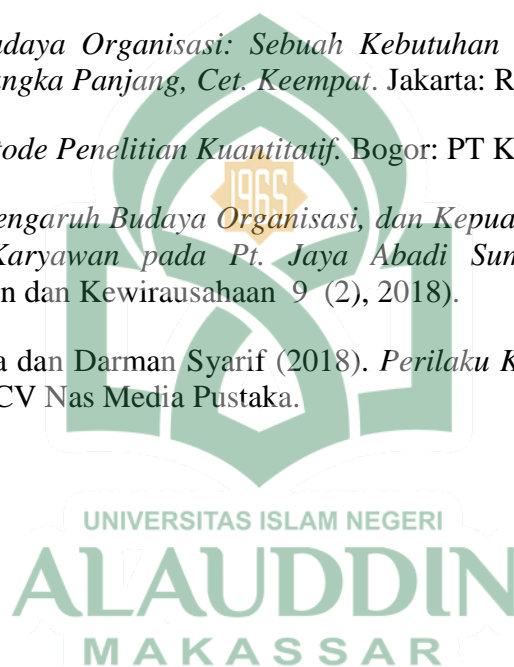 udaya Organisasi: Sebuah Kebutuhan
ngka Panjang, Cet. Keempat. Jakarta: R
tode Penelitian Kuantitatif. Bogor: PT K
engaruh Budaya Organisasi, dan Kepua
Karyawan pada Pt. Jaya Abadi Sum
n dan Kewirausahaan 9 (2), 2018).
a dan Darman Syarif (2018). Perilaku K
CV Nas Media Pustaka.
1965
UNIVERSITAS ISLAM NEGERI
ALAUDDIN
MAKASSAR